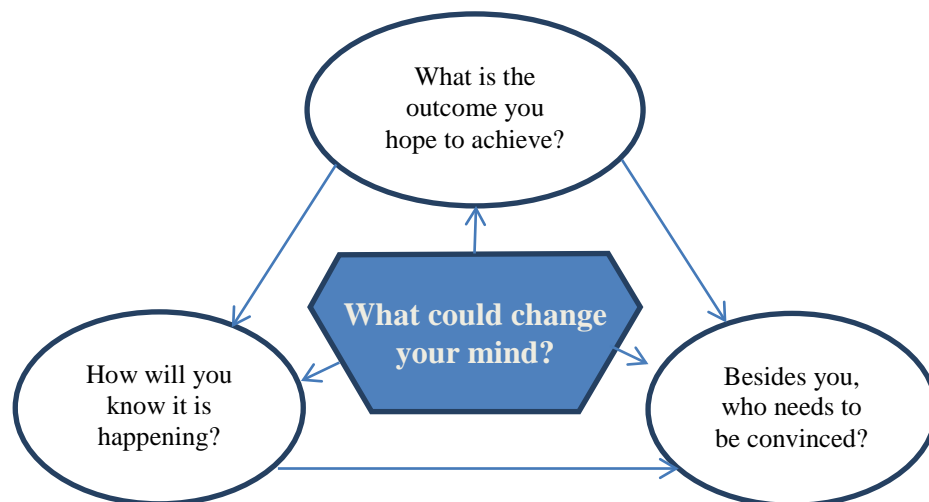 What is the
outcome you
hope to achieve?
What could change
your mind?
How will you
know it is
happening?
Besides you,
who needs to
be convinced?